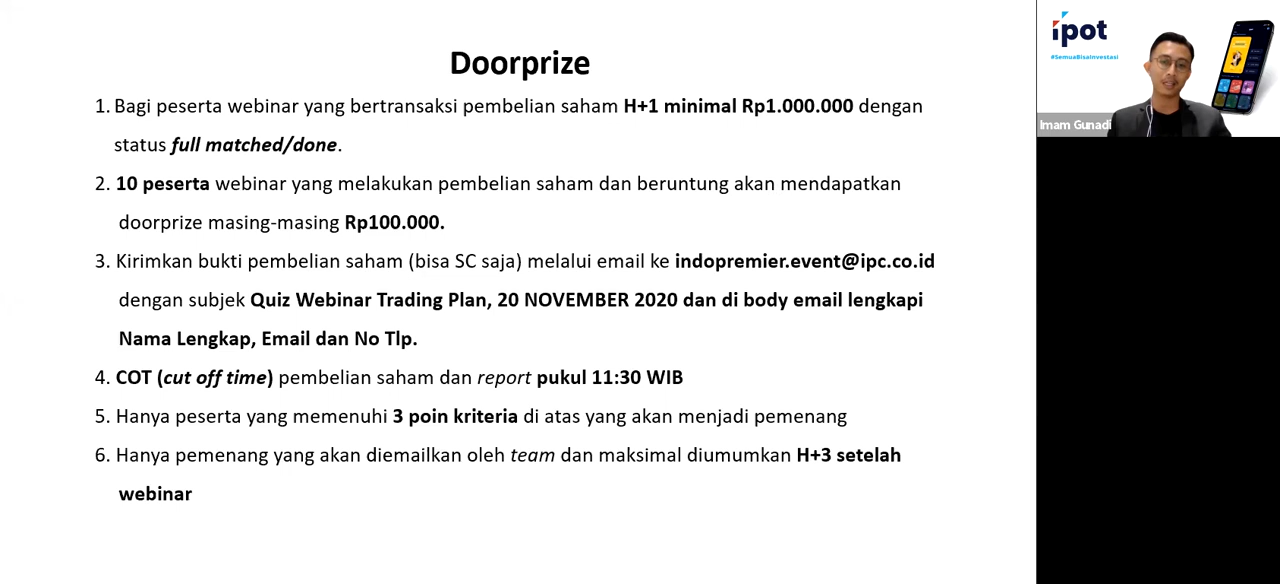 Doorprize
1. Bagi peserta webinar yang bertransaksi pembelian saham H+1 minimal Rp1.000.000 dengan
status full matched/done.
2. 10 peserta webinar yang melakukan pembelian saham dan beruntung akan mendapatkan
doorprize masing-masing Rp100.000.
3. Kirimkan bukti pembelian saham (bisa SC saja) melalui email ke indopremier.event@ipc.co.id
dengan subjek Quiz Webinar Trading Plan, 20 NOVEMBER 2020 dan di body email lengkapi
Nama Lengkap, Email dan No Tlp.
4. COT (cut off time) pembelian saham dan report pukul 11:30 WIB
5. Hanya peserta yang memenuhi 3 poin kriteria di atas yang akan menjadi pemenang
6. Hanya pemenang yang akan diemailkan oleh team dan maksimal diumumkan H+3 setelah
webinar
ipot
#SemuaBisaInvestasi
Imam Gunadi